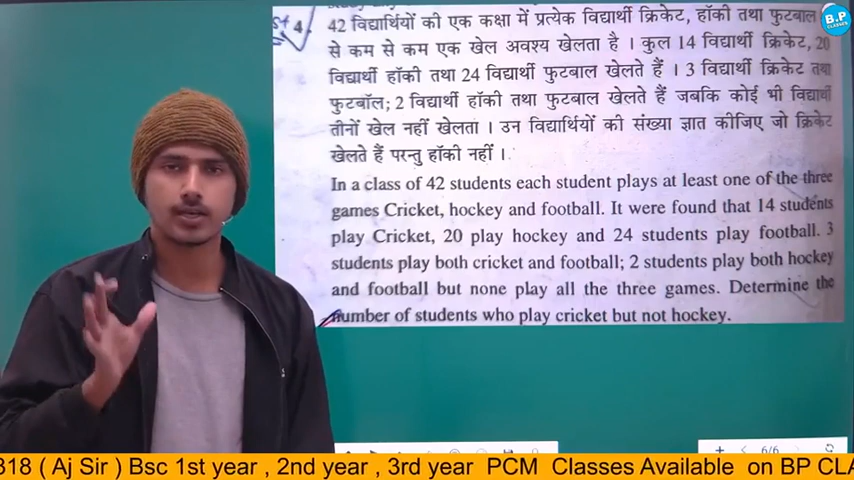 B.P
CLASSES
4.
42 विद्यार्थियों की एक कक्षा में प्रत्येक विद्यार्थी क्रिकेट, हॉकी तथा फुटबाल
से कम से कम एक खेल अवश्य खेलता है । कुल 14 विद्यार्थी क्रिकेट, 20
विद्यार्थी हॉकी तथा 24 विद्यार्थी फुटबाल खेलते हैं । 3 विद्यार्थी क्रिकेट तथा
फुटबॉल; 2 विद्यार्थी हॉकी तथा फुटबाल खेलते हैं जबकि कोई भी विद्यार्थी
तीनों खेल नहीं खेलता । उन विद्यार्थियों की संख्या ज्ञात कीजिए जो क्रिकेट
खेलते हैं परन्तु हॉकी नहीं ।
In a class of 42 students each student plays at least one of the three
games Cricket, hockey and football. It were found that 14 students
play Cricket, 20 play hockey and 24 students play football. 3
students play both cricket and football; 2 students play both hockey
and football but none play all the three games. Determine the
number of students who play cricket but not hockey.
6/6
318 ( Aj Sir ) Bsc 1st year , 2nd year , 3rd year PCM Classes Available on BP CLA